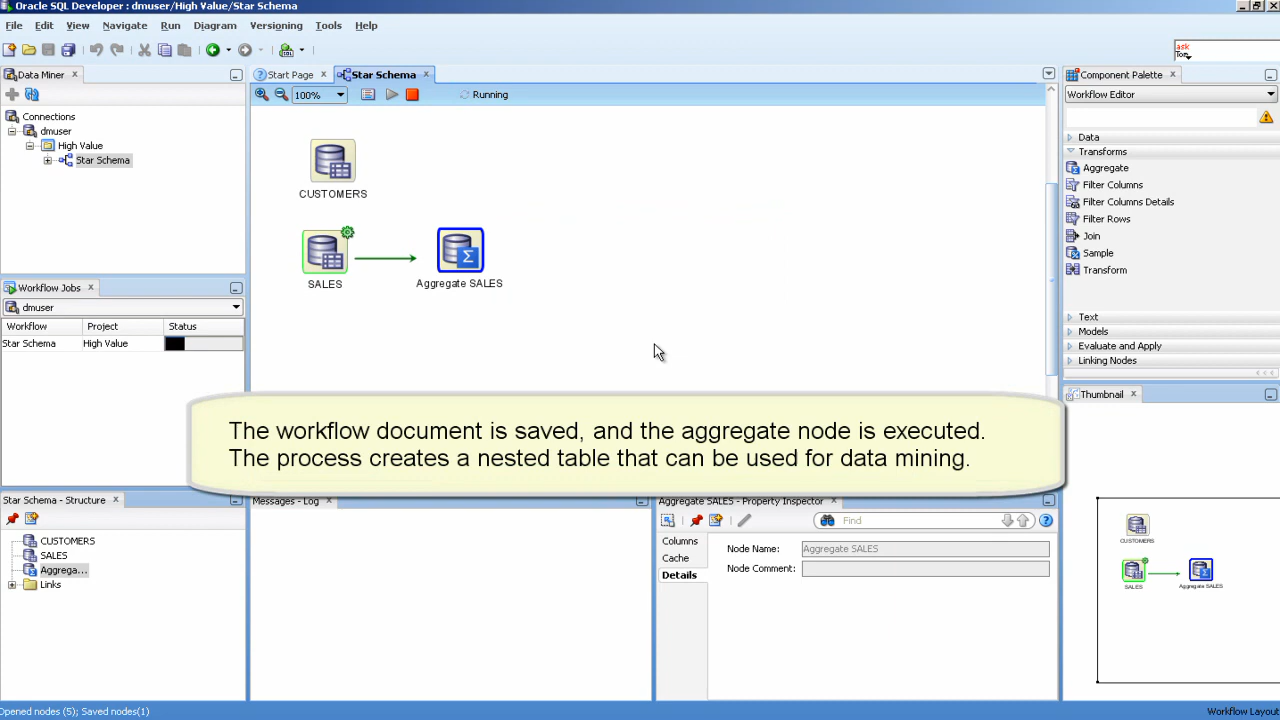 Oracle SQL Developer : dmuser/High Value/Star Schema
File Edit View Navigate Run Diagram Versioning Tools Help
ask
Tom
Data Miner
Connections
dmuser
High Value
Star Schema
Workflow Jobs
dmuser
Workflow Project Status
Star Schema High Value
Start Page Star Schema
100% Running
CUSTOMERS
SALES Aggregate SALES
The workflow document is saved, and the aggregate node is executed.
The process creates a nested table that can be used for data mining.
Component Palette
Workflow Editor
Data
Transforms
Aggregate
Filter Columns
Filter Columns Details
Filter Rows
Join
Sample
Transform
Text
Models
Evaluate and Apply
Linking Nodes
Thumbnail
CUSTOMERS
SALES Aggregate SALES
Star Schema - Structure
CUSTOMERS
SALES
Aggrega...
Links
Messages - Log
Aggregate SALES - Property Inspector
Find
Columns
Cache
Details
Node Name: Aggregate SALES
Node Comment:
Opened nodes (5); Saved nodes(1) Workflow Layout